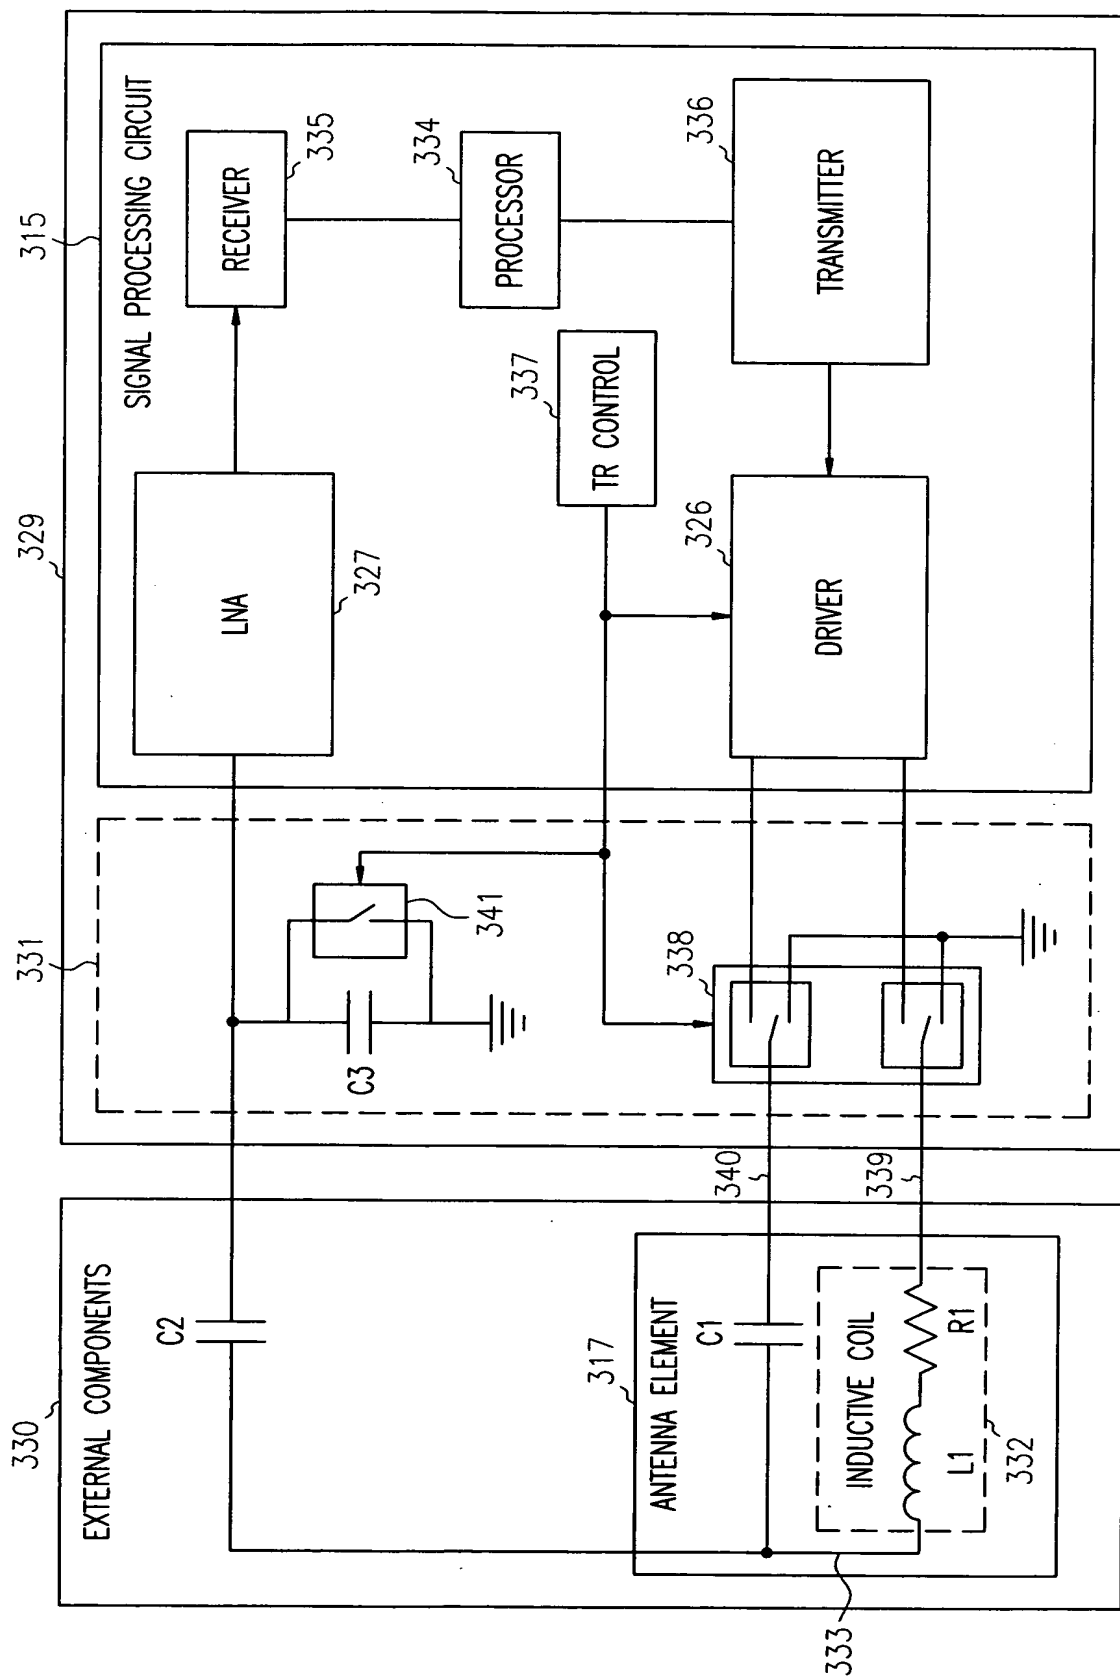 330
EXTERNAL COMPONENTS
C2
317
ANTENNA ELEMENT
C1
INDUCTIVE COIL
L1
R1
332
333
329
331
C3
341
338
340
339
315
SIGNAL PROCESSING CIRCUIT
LNA
327
RECEIVER
335
334
PROCESSOR
337
TR CONTROL
326
DRIVER
336
TRANSMITTER